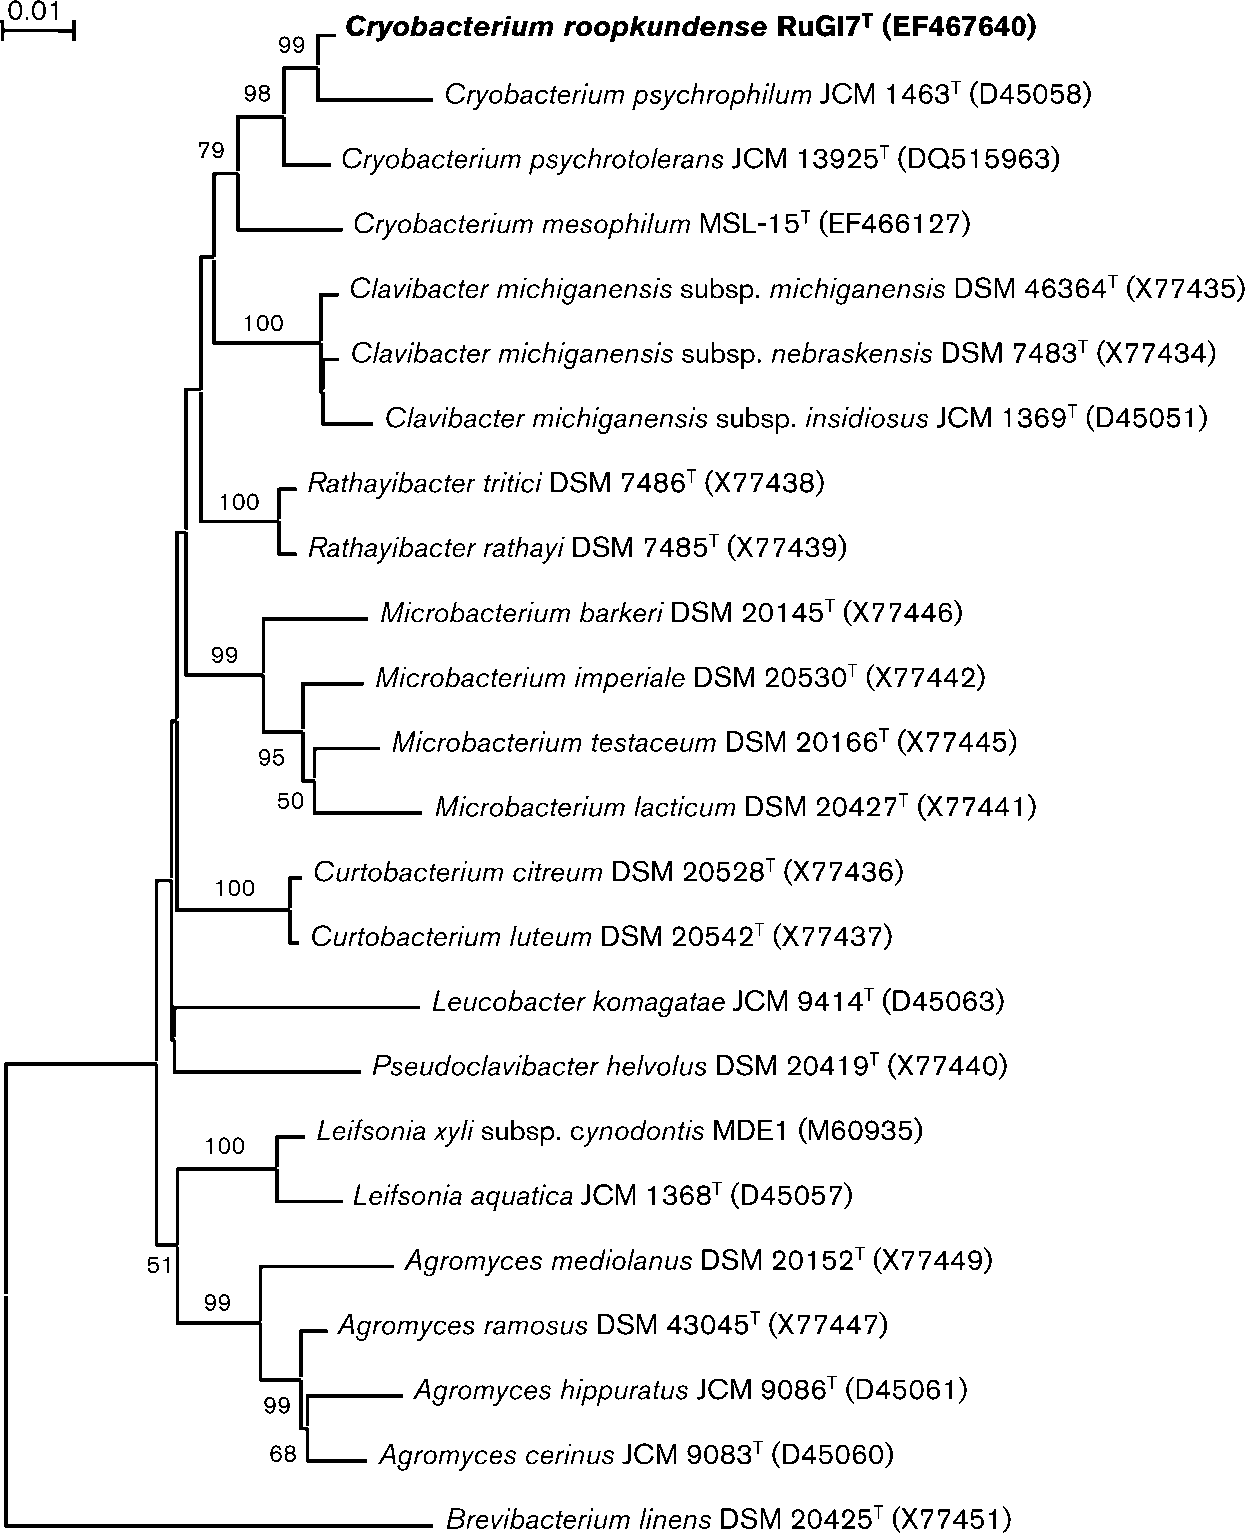 0.01
Cryobacterium roopkundense RuGl7T (EF467640)
99
98
Cryobacterium psychrophilum JCM 1463T (D45058)
79
Cryobacterium psychrotolerans JCM 13925T (DQ515963)
Cryobacterium mesophilum MSL-15T (EF466127)
Clavibacter michiganensis subsp. michiganensis DSM 46364T (X77435)
100
Clavibacter michiganensis subsp. nebraskensis DSM 7483T (X77434)
Clavibacter michiganensis subsp. insidiosus JCM 1369T (D45051)
Rathayibacter tritici DSM 7486T (X77438)
100
Rathayibacter rathayi DSM 7485T (X77439)
Microbacterium barkeri DSM 20145T (X77446)
99
Microbacterium imperiale DSM 20530T (X77442)
Microbacterium testaceum DSM 20166T (X77445)
95
50
Microbacterium lacticum DSM 20427T (X77441)
Curtobacterium citreum DSM 20528T (X77436)
100
Curtobacterium luteum DSM 20542T (X77437)
Leucobacter komagatae JCM 9414T (D45063)
Pseudoclavibacter helvolus DSM 20419T (X77440)
Leifsonia xyli subsp. cynodontis MDE1 (M60935)
100
Leifsonia aquatica JCM 1368T (D45057)
51
Agromyces mediolanus DSM 20152T (X77449)
99
Agromyces ramosus DSM 43045T (X77447)
Agromyces hippuratus JCM 9086T (D45061)
99
68
Agromyces cerinus JCM 9083T (D45060)
Brevibacterium linens DSM 20425T (X77451)